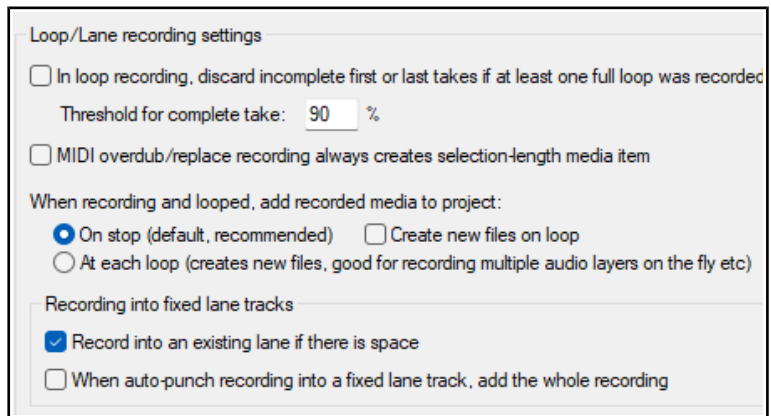 Loop/Lane recording settings
In loop recording, discard incomplete first or last takes if at least one full loop was recorded
Threshold for complete take: 90 %
MIDI overdub/replace recording always creates selection-length media item
When recording and looped, add recorded media to project:
On stop (default, recommended) Create new files on loop
At each loop (creates new files, good for recording multiple audio layers on the fly etc)
Recording into fixed lane tracks
Record into an existing lane if there is space
When auto-punch recording into a fixed lane track, add the whole recording